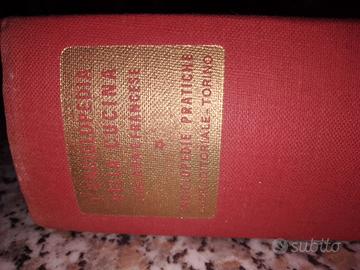 ENCICLOPEDIA
DELLA CUCINA
FRANCESE
ENCICLOPEDIE PRATICHE
EDITORIALE - TORINO
subito